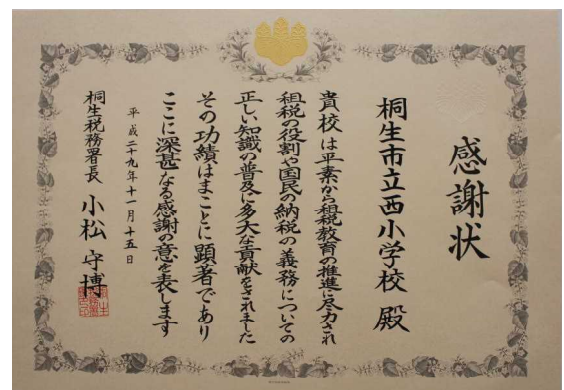 感謝状
桐生市立西小学校 殿
貴校は平素から租税教育の推進に尽力され
租税の役割や国民の納税の義務についての
正しい知識の普及に多大な貢献をされました
その功績はまことに顕著であり
ここに深甚なる感謝の意を表します
平成二十九年十一月十五日
桐生税務署長 小松守博